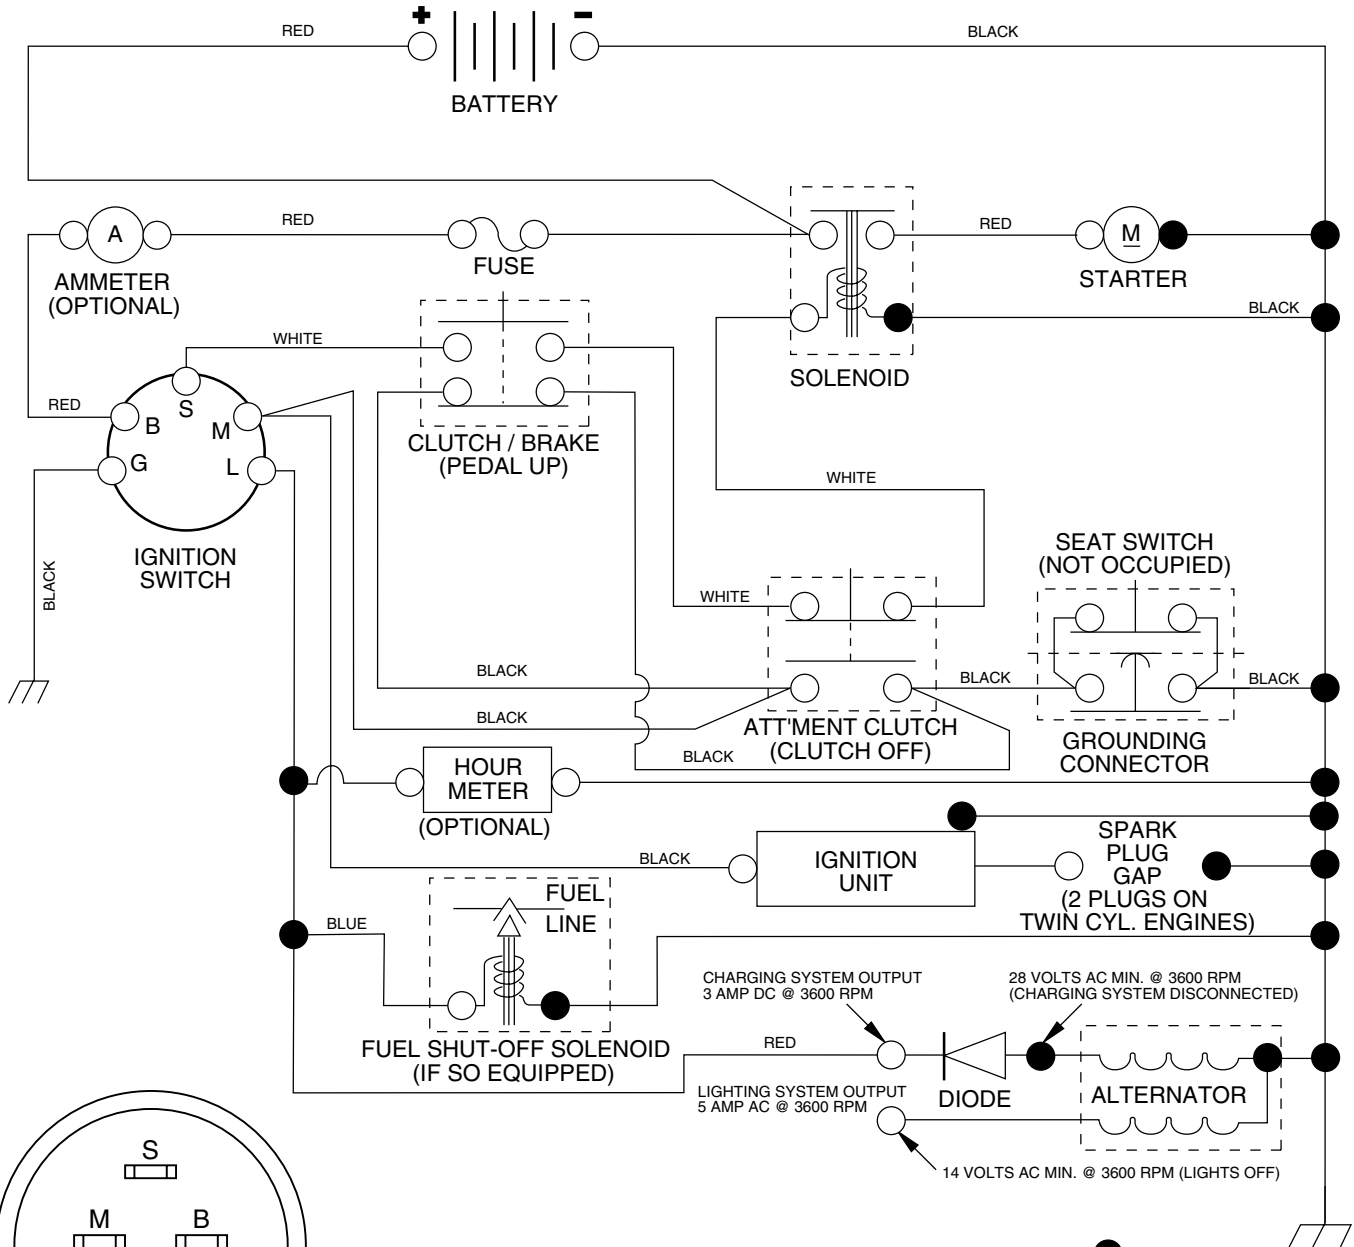 +
-
RED
BLACK
BATTERY
A
RED
FUSE
RED
M
STARTER
AMMETER
(OPTIONAL)
BLACK
WHITE
SOLENOID
RED
S
B
M
G
L
CLUTCH / BRAKE
(PEDAL UP)
WHITE
IGNITION
SWITCH
BLACK
SEAT SWITCH
(NOT OCCUPIED)
WHITE
BLACK
BLACK
BLACK
BLACK
ATT'MENT CLUTCH
(CLUTCH OFF)
BLACK
GROUNDING
CONNECTOR
HOUR
METER
(OPTIONAL)
BLACK
IGNITION
UNIT
SPARK
PLUG
GAP
(2 PLUGS ON
TWIN CYL. ENGINES)
FUEL
LINE
BLUE
CHARGING SYSTEM OUTPUT
3 AMP DC @ 3600 RPM
28 VOLTS AC MIN. @ 3600 RPM
(CHARGING SYSTEM DISCONNECTED)
FUEL SHUT-OFF SOLENOID
(IF SO EQUIPPED)
RED
DIODE
ALTERNATOR
LIGHTING SYSTEM OUTPUT
5 AMP AC @ 3600 RPM
14 VOLTS AC MIN. @ 3600 RPM (LIGHTS OFF)
S
M
B